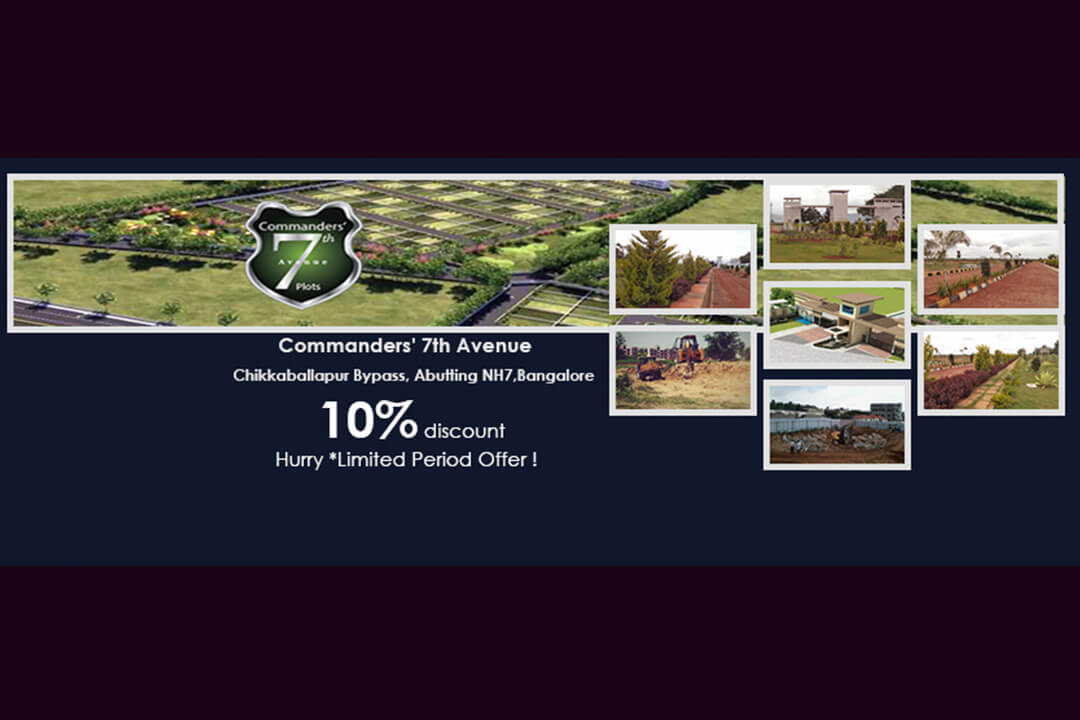 Commanders'
7th
Avenue
Plots
Commanders' 7th Avenue
Chikkaballapur Bypass, Abutting NH7,Bangalore
10% discount
Hurry *Limited Period Offer !